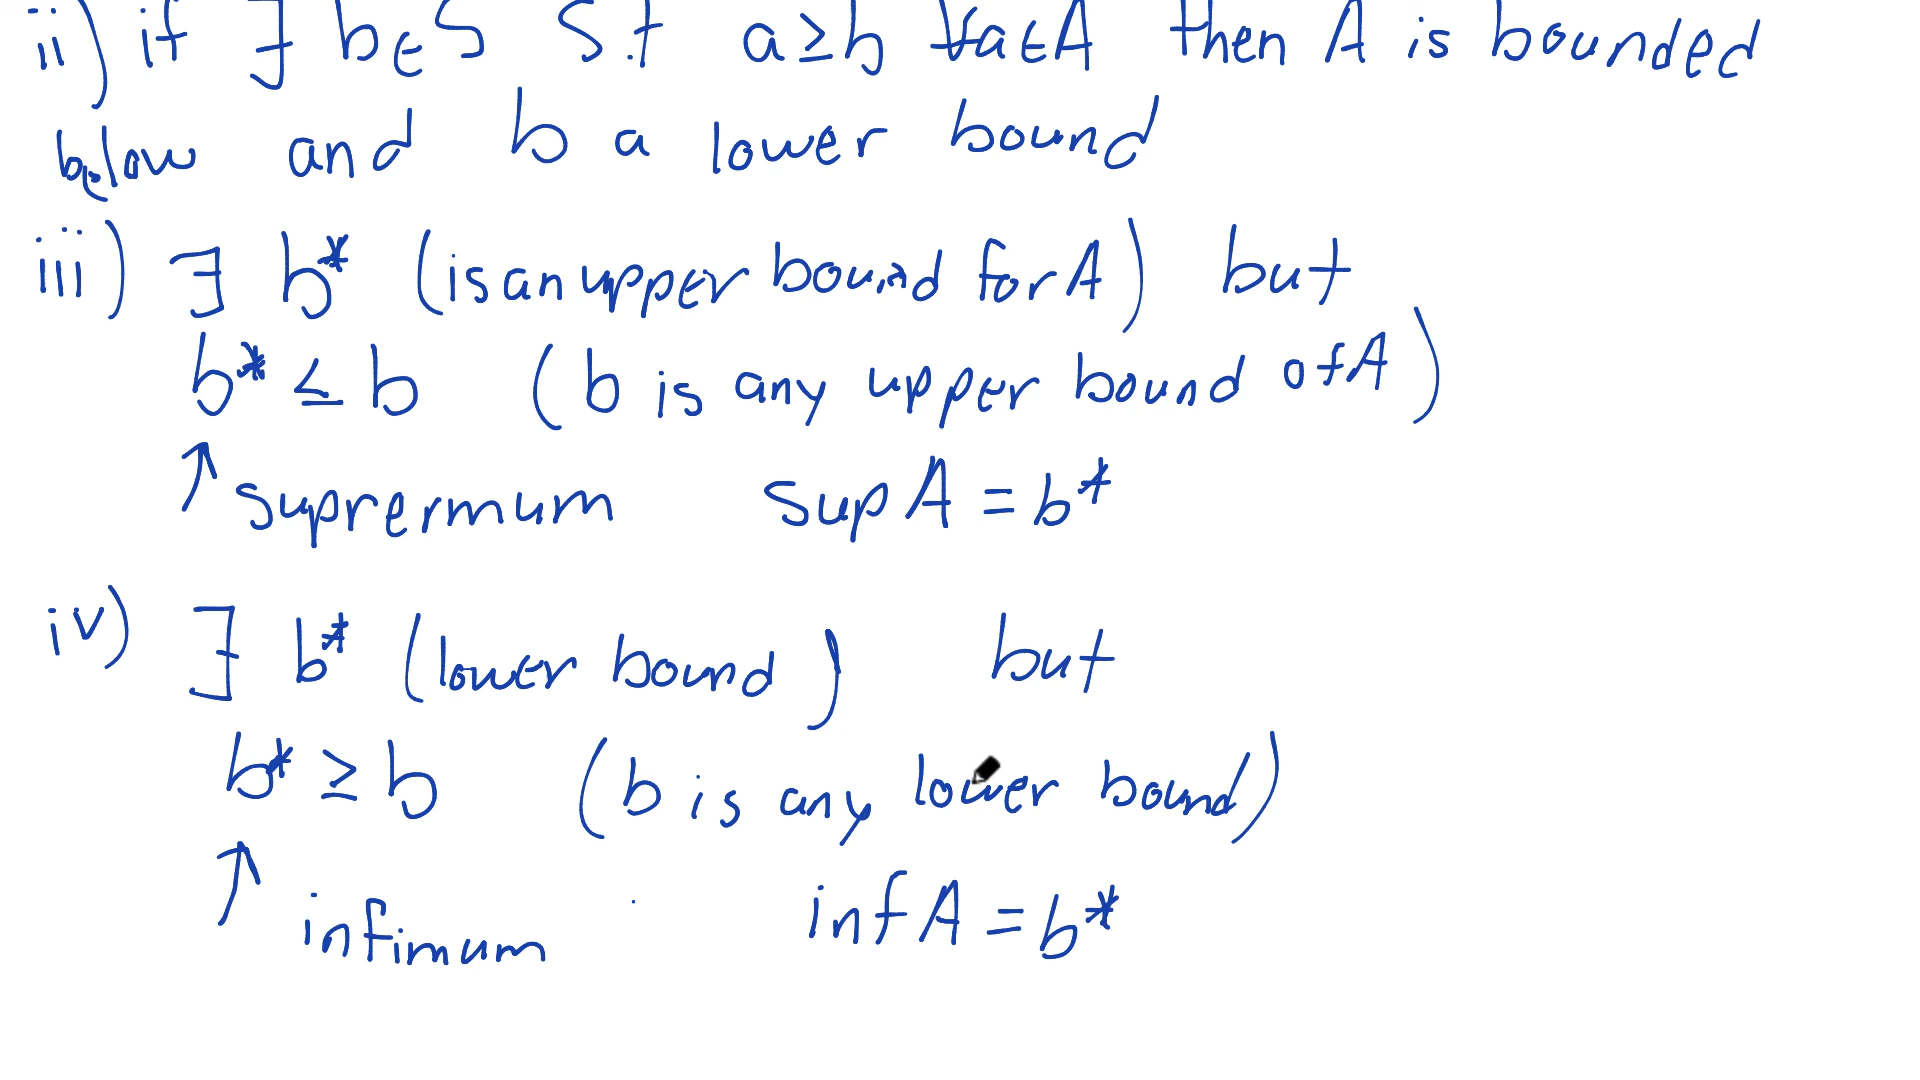 ii) if ∃ b∈S s.t a≥b ∀a∈A then A is bounded
below and b a lower bound
iii) ∃ b* (is an upper bound for A) but
b* ≤ b (b is any upper bound of A)
↑ suprermum sup A = b*
iv) ∃ b* (lower bound) but
b* ≥ b (b is any lower bound)
↑ infimum inf A = b*